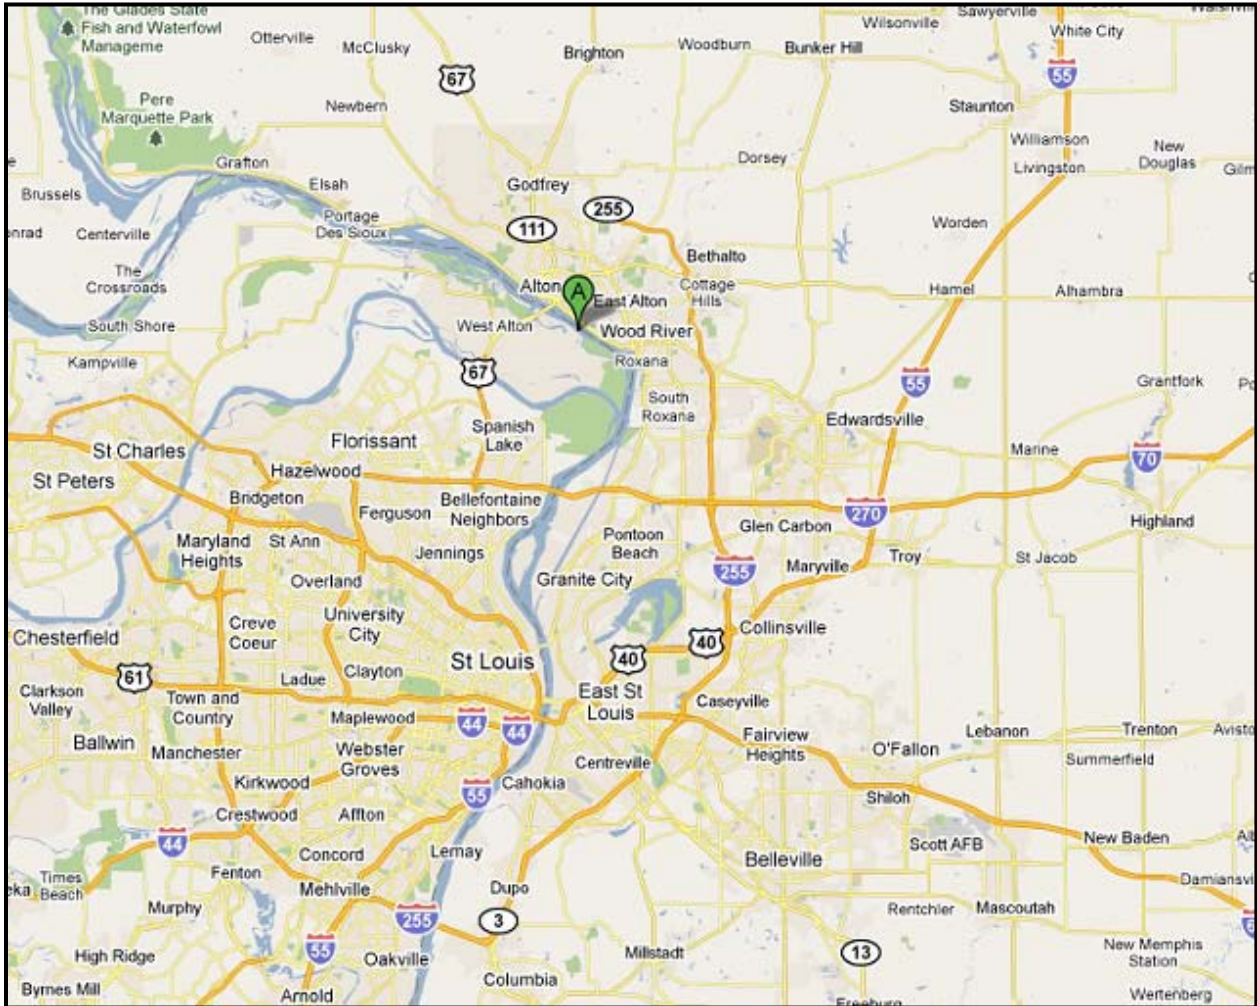 The Glades State
Fish and Waterfowl
Manageme
Otterville
McClusky
67
Brighton
Woodburn
Bunker Hill
Wilsonville
Sawyerville
White City
55
Pere
Marquette Park
Newbern
Staunton
Williamson
Livingston
New
Douglas
Gilm
Grafton
Elsah
Godfrey
Dorsey
Brussels
Portage
Des Sioux
255
111
Worden
onrad
Centerville
Bethalto
The
Crossroads
Alton
A
East Alton
Cottage
Hills
Hamel
Alhambra
South Shore
West Alton
Wood River
Kampville
67
Roxana
55
Grantfork
Po
South
Roxana
Spanish
Lake
Edwardsville
St Charles
Florissant
Marine
70
St Peters
Hazelwood
Bridgeton
Ferguson
Bellefontaine
Neighbors
270
Highland
Maryland
Heights
St Ann
Jennings
Pontoon
Beach
Glen Carbon
Overland
Granite City
255
Maryville
Troy
St Jacob
Creve
Coeur
University
City
Collinsville
Chesterfield
40
40
61
Ladue
Clayton
St Louis
Clarkson
Valley
Town and
Country
Maplewood
44
44
East St
Louis
Caseyville
Ballwin
Manchester
Webster
Groves
Centreville
Fairview
Heights
O'Fallon
Lebanon
Trenton
Avisto
Summerfield
Kirkwood
55
Cahokia
Shiloh
Crestwood
Affton
44
Concord
Lemay
Belleville
Scott AFB
New Baden
eka
Times
Beach
Fenton
Mehlville
Dupo
Damiansvi
Murphy
255
3
Rentchler
Mascoutah
High Ridge
55
Oakville
Millstadt
13
New Memphis
Station
Byrnes Mill
Arnold
Columbia
Freeburg
Wertenberg